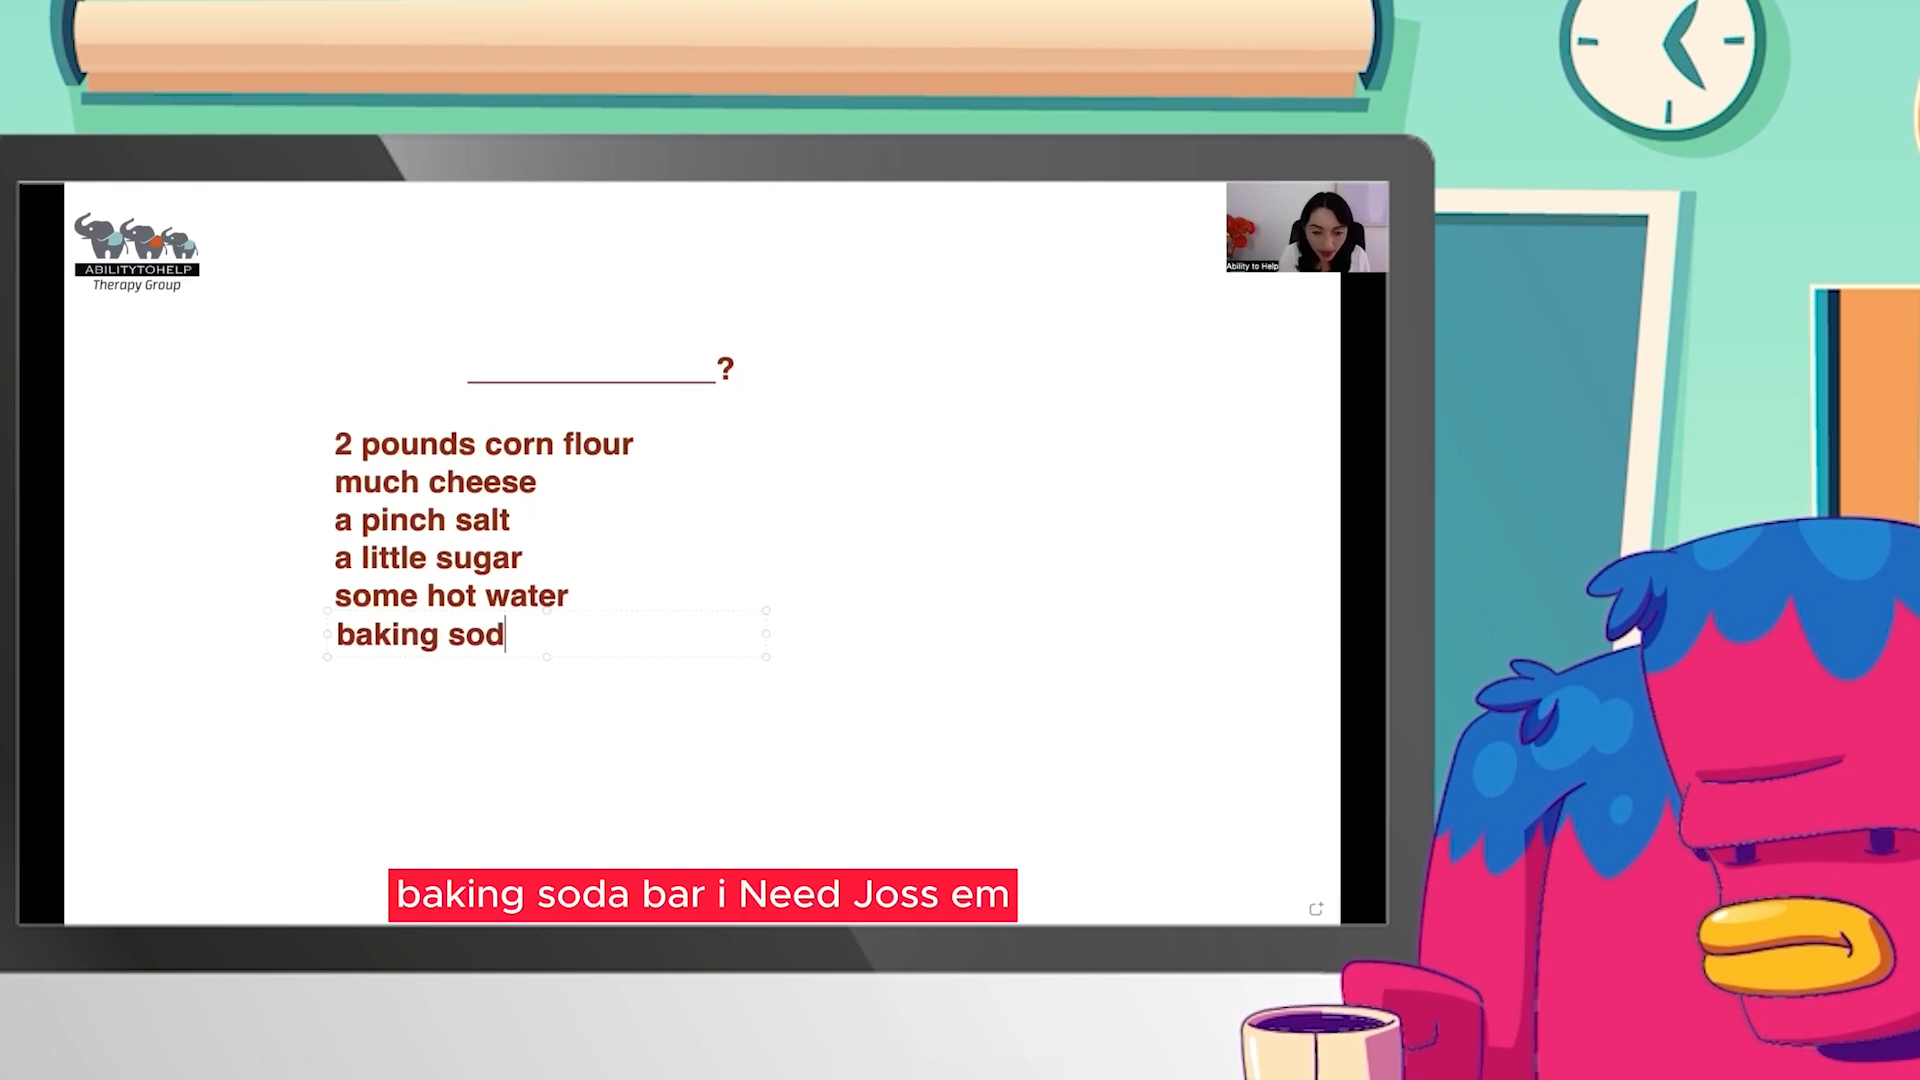 ABILITYTOHELP
Therapy Group
Ability to Help
______________?
2 pounds corn flour
much cheese
a pinch salt
a little sugar
some hot water
baking sod
baking soda bar i Need Joss em